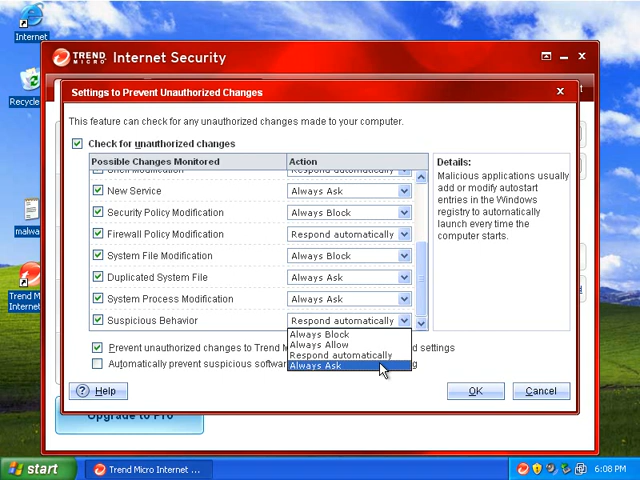 Internet
TREND MICRO Internet Security
Recycle
Settings to Prevent Unauthorized Changes
This feature can check for any unauthorized changes made to your computer.
Check for unauthorized changes
Possible Changes Monitored Action Details:
Shell Modification Respond automatically
Malicious applications usually
add or modify autostart
entries in the Windows
registry to automatically
launch every time the
computer starts.
New Service Always Ask
Security Policy Modification Always Block
Firewall Policy Modification Respond automatically
System File Modification Always Block
Duplicated System File Always Ask
System Process Modification Always Ask
Suspicious Behavior Respond automatically
Always Block
Always Allow
Respond automatically
Always Ask
malwa
Trend Micro
Internet
Prevent unauthorized changes to Trend M d settings
Automatically prevent suspicious softwa g
? Help OK Cancel
Upgrade to Pro
start Trend Micro Internet ... 6:08 PM